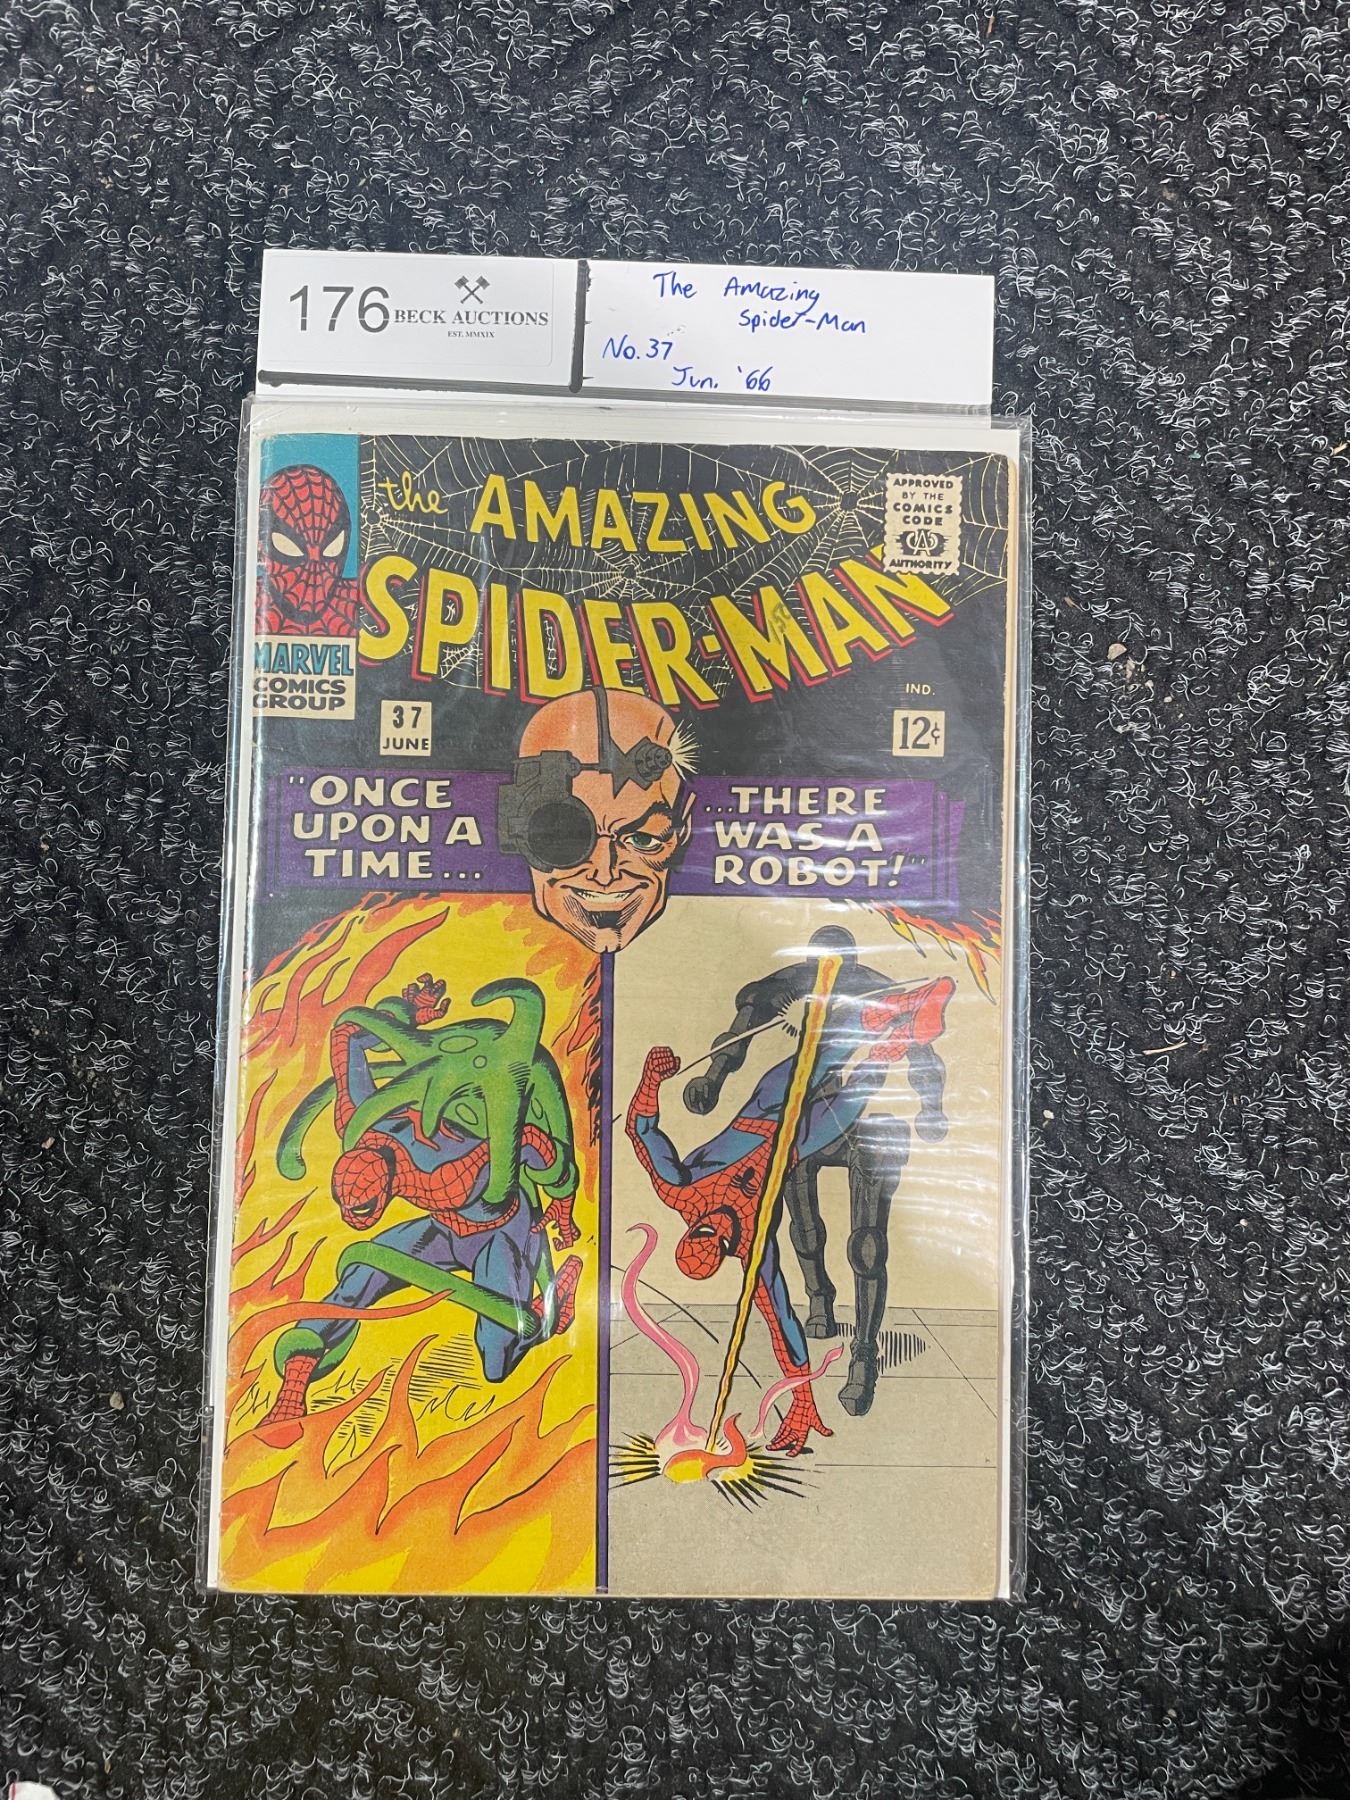 176
BECK AUCTIONS
EST. MMXIX
The Amazing
Spider-Man
No. 37
Jun. '66
the AMAZING
SPIDER-MAN
APPROVED
BY THE
COMICS
CODE
CA
AUTHORITY
MARVEL
COMICS
GROUP
37
JUNE
IND.
12¢
"ONCE
UPON A
TIME...
...THERE
WAS A
ROBOT!"